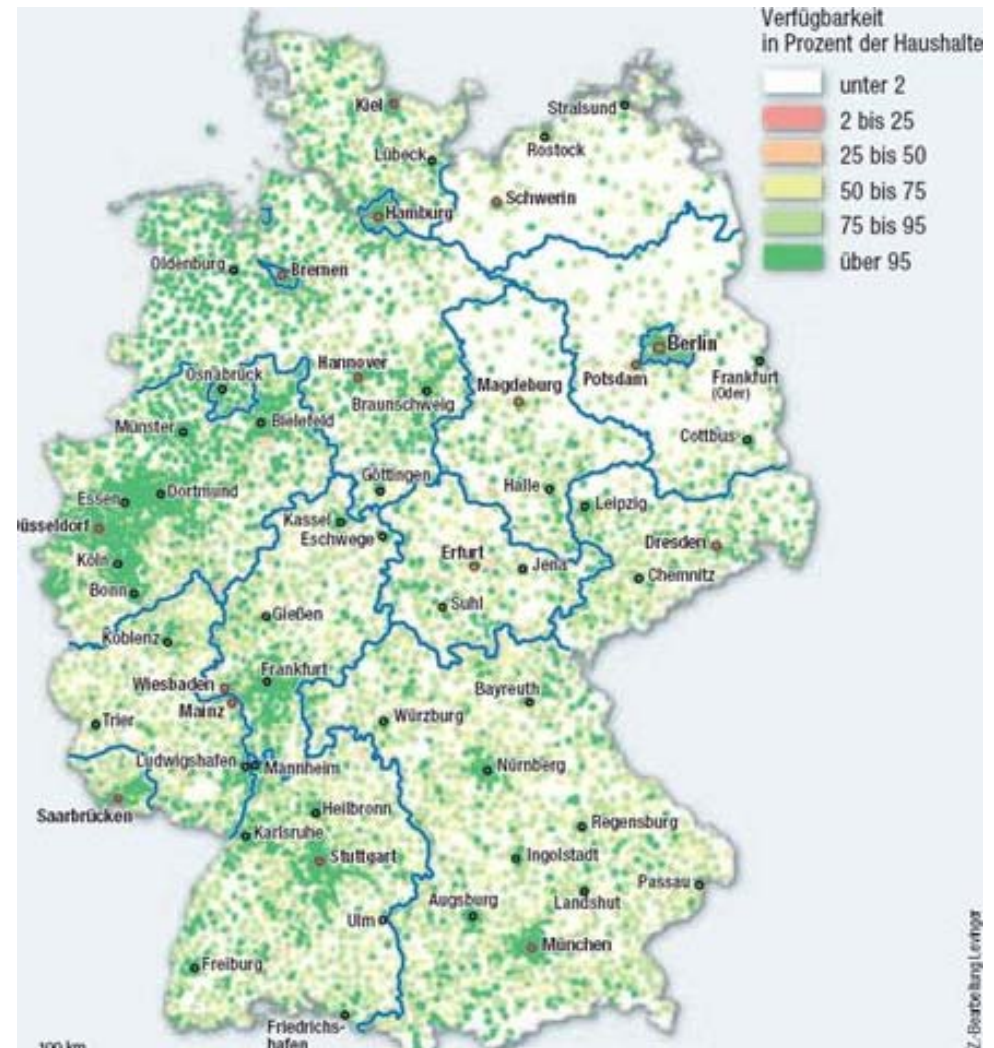 Verfügbarkeit
in Prozent der Haushalte
unter 2
2 bis 25
25 bis 50
50 bis 75
75 bis 95
über 95
Kiel
Stralsund
Rostock
Lübeck
Schwerin
Hamburg
Oldenburg
Bremen
Berlin
Hannover
Osnabrück
Magdeburg
Potsdam
Frankfurt
(Oder)
Braunschweig
Bielefeld
Münster
Cottbus
Göttingen
Halle
Essen
Dortmund
Leipzig
Kassel
üsseldorf
Eschwege
Dresden
Erfurt
Köln
Jena
Chemnitz
Bonn
Suhl
Gießen
Koblenz
Frankfurt
Wiesbaden
Bayreuth
Mainz
Würzburg
Trier
Ludwigshafen
Mannheim
Nürnberg
Saarbrücken
Heilbronn
Regensburg
Karlsruhe
Stuttgart
Ingolstadt
Passau
Landshut
Augsburg
Ulm
München
Freiburg
Friedrichs-
hafen
100 km
Z-Bearbeitung Levinger